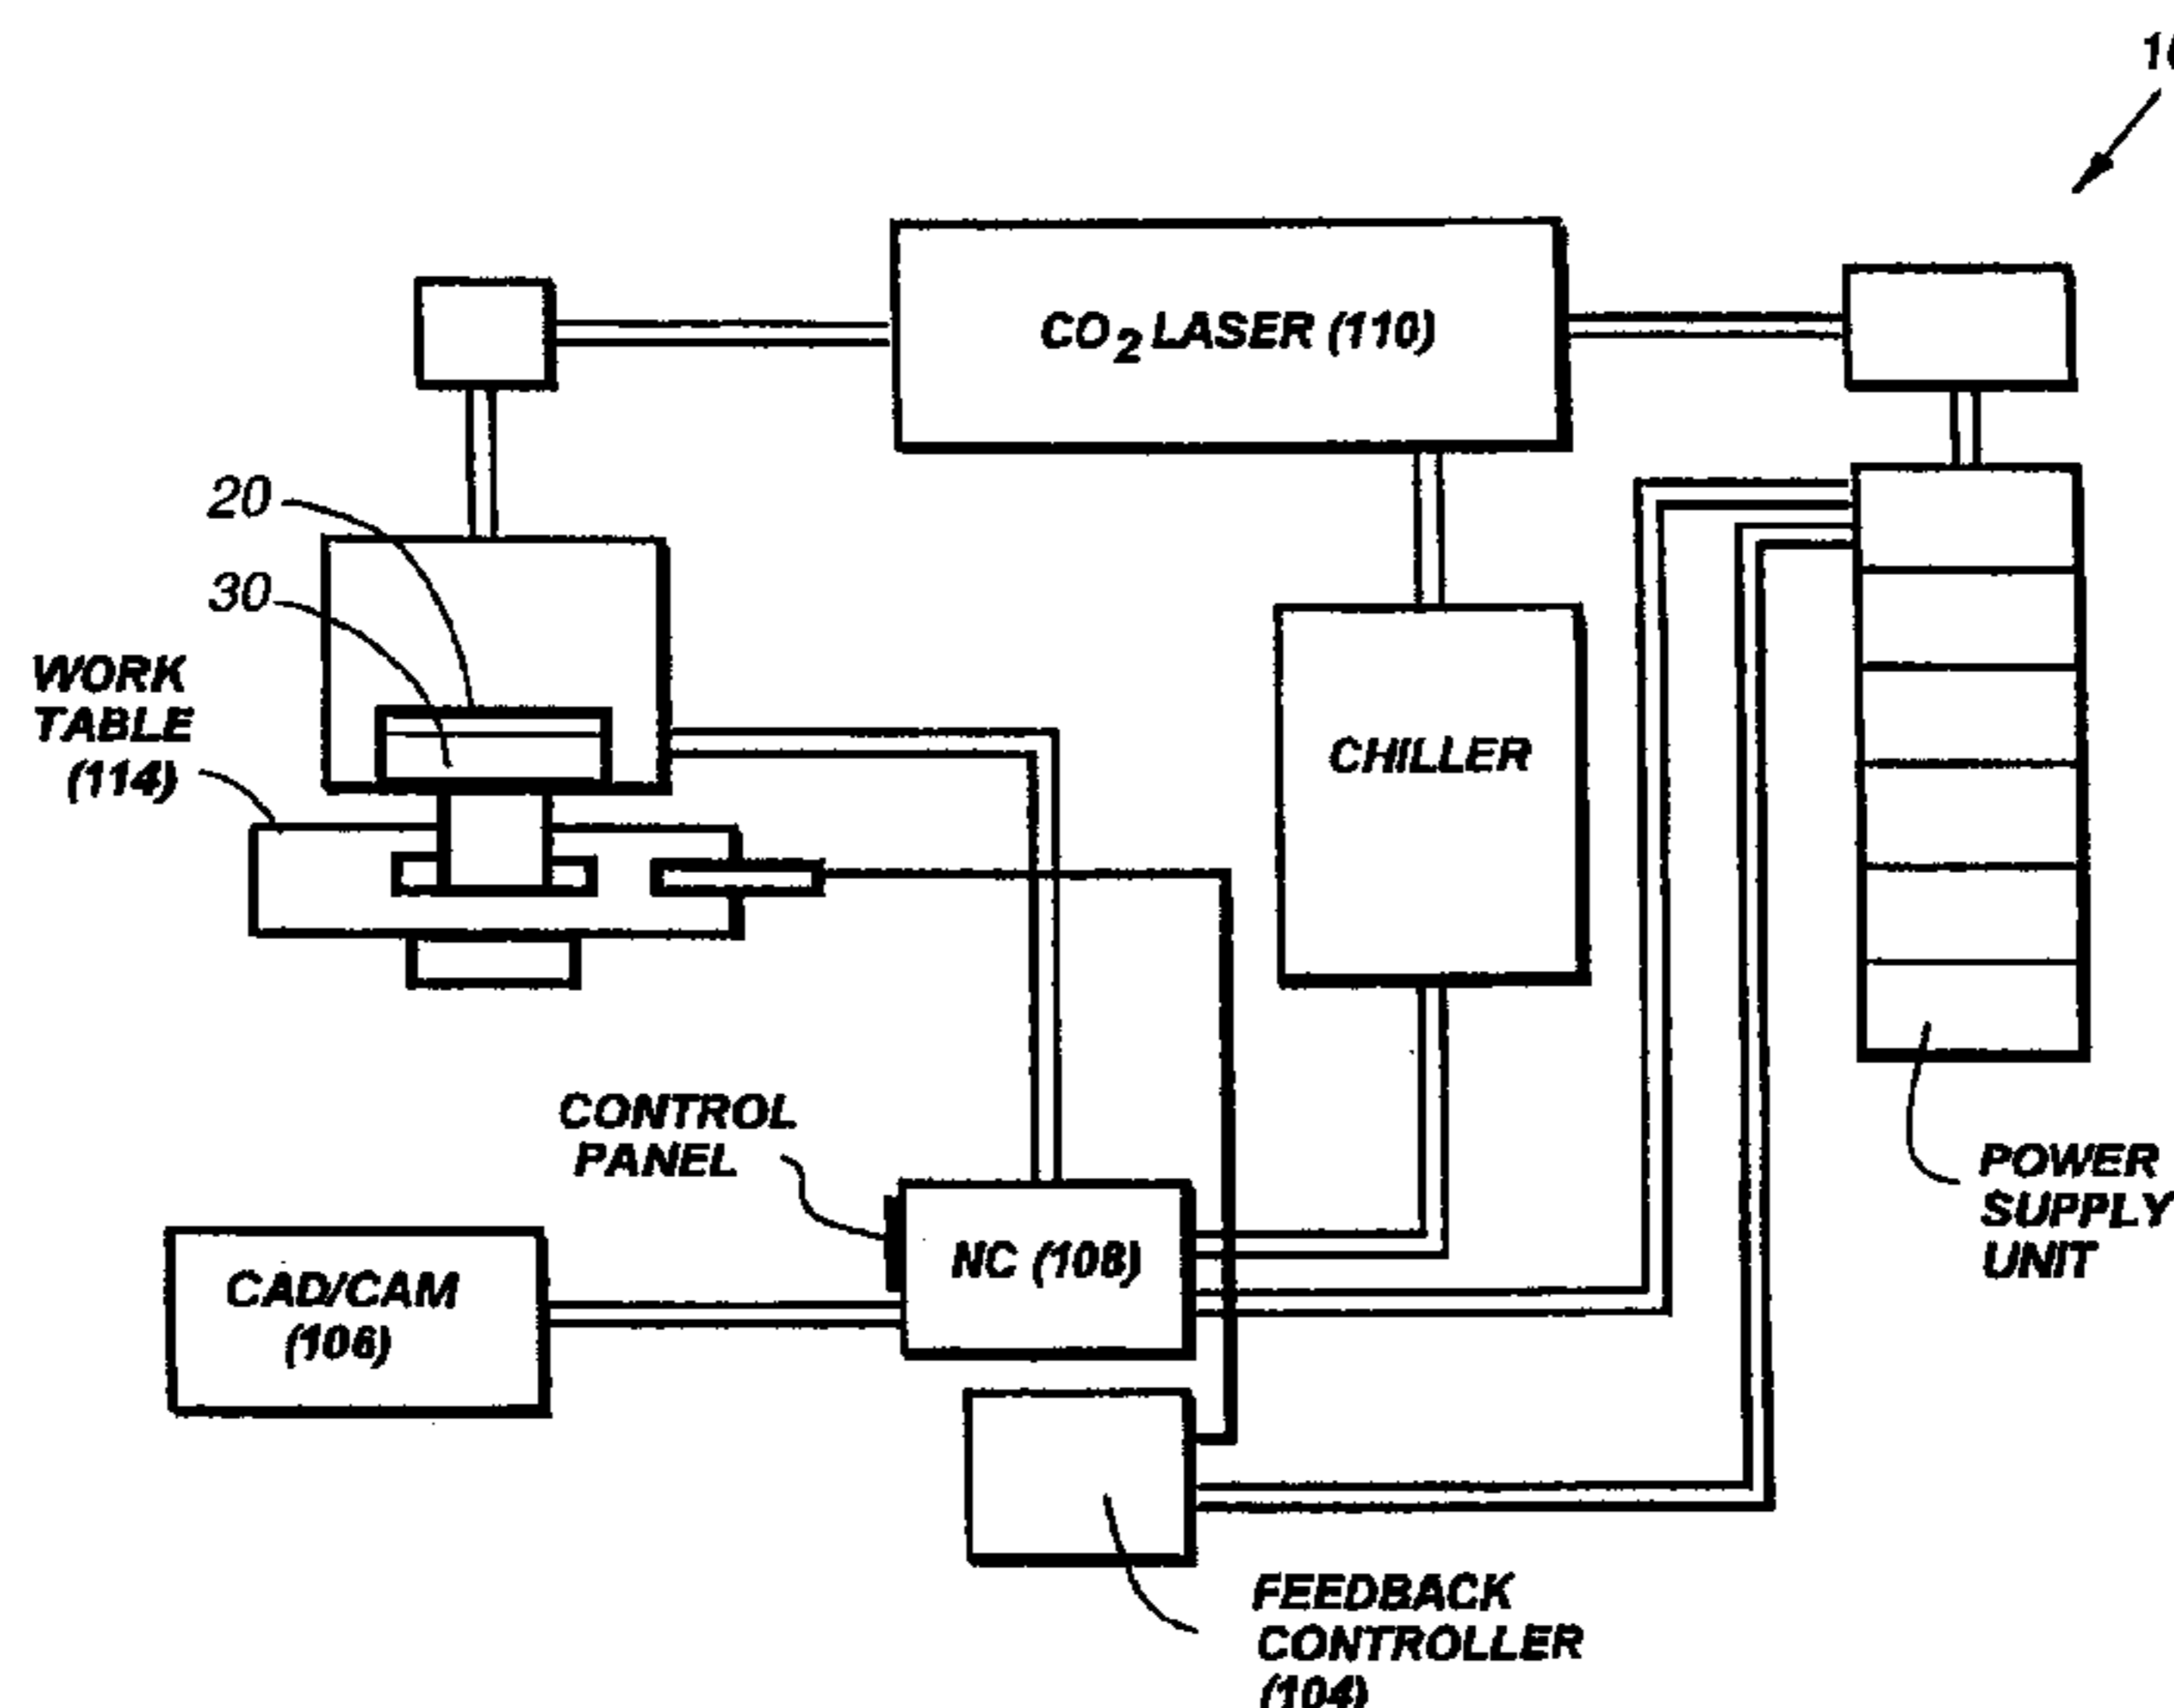 CO2 LASER (110)
20
30
WORK
TABLE
(114)
CHILLER
CONTROL
PANEL
POWER
SUPPLY
UNIT
NC (108)
CAD/CAM
(106)
FEEDBACK
CONTROLLER
(104)